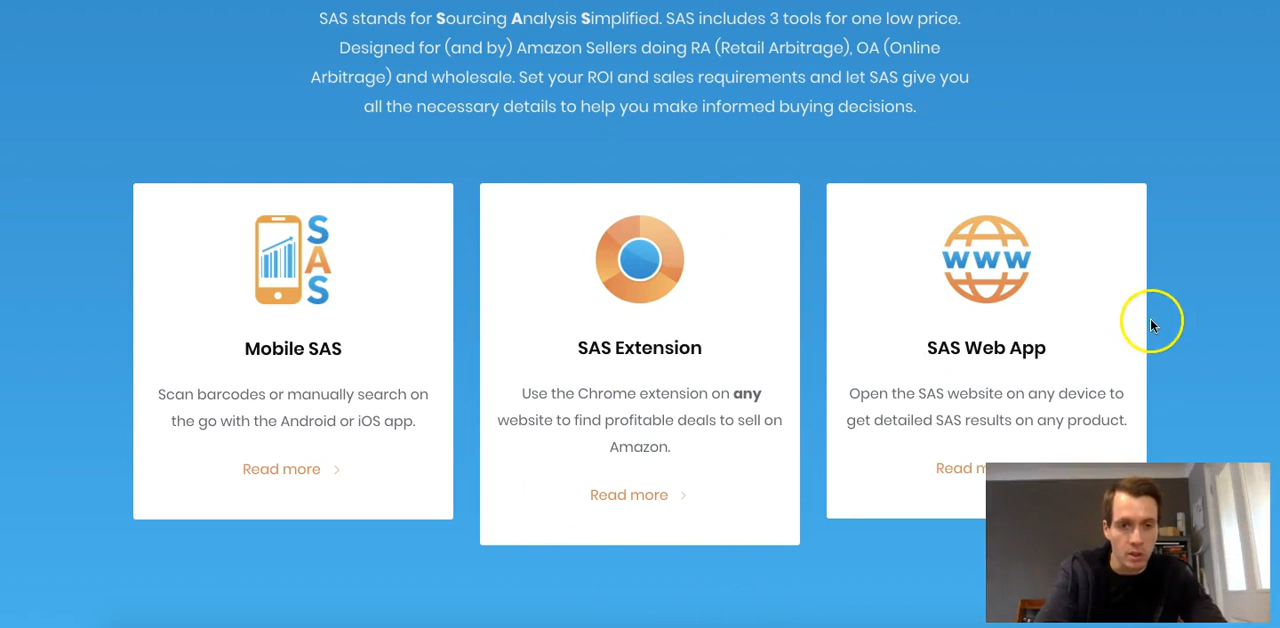 SAS stands for Sourcing Analysis Simplified. SAS includes 3 tools for one low price.
Designed for (and by) Amazon Sellers doing RA (Retail Arbitrage), OA (Online
Arbitrage) and wholesale. Set your ROI and sales requirements and let SAS give you
all the necessary details to help you make informed buying decisions.
SAS
Mobile SAS
Scan barcodes or manually search on
the go with the Android or iOS app.
Read more
SAS Extension
Use the Chrome extension on any
website to find profitable deals to sell on
Amazon.
Read more
WWW
SAS Web App
Open the SAS website on any device to
get detailed SAS results on any product.
Read m